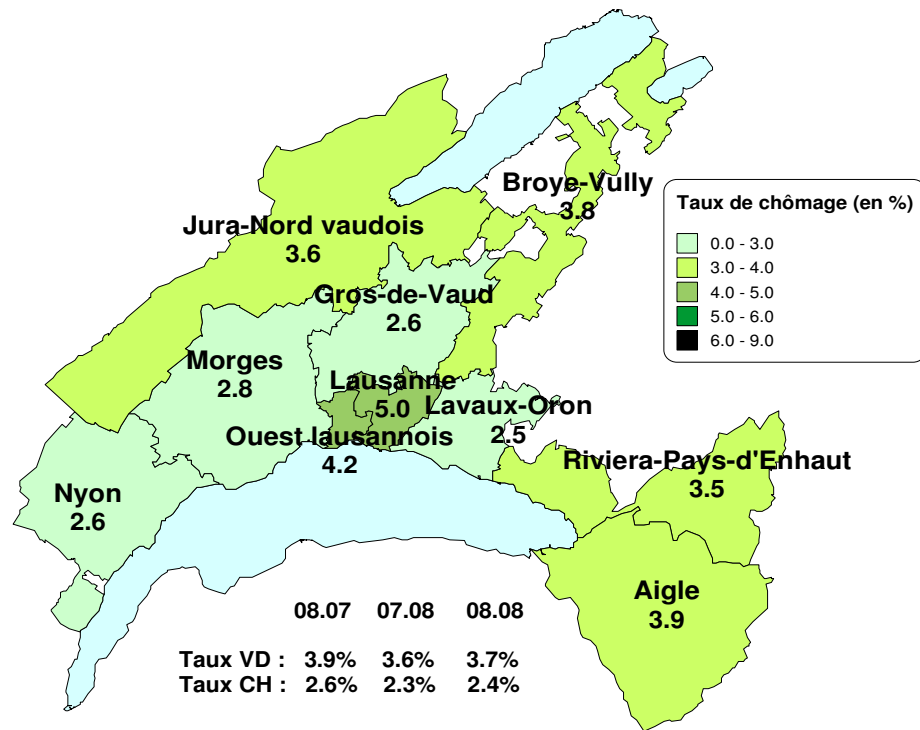 Broye-Vully
3.8
Taux de chômage (en %)
0.0 - 3.0
3.0 - 4.0
4.0 - 5.0
5.0 - 6.0
6.0 - 9.0
Jura-Nord vaudois
3.6
Gros-de-Vaud
2.6
Morges
2.8
Lausanne
5.0
Lavaux-Oron
2.5
Ouest lausannois
4.2
Riviera-Pays-d'Enhaut
3.5
Nyon
2.6
Aigle
3.9
08.07 07.08 08.08
Taux VD : 3.9% 3.6% 3.7%
Taux CH : 2.6% 2.3% 2.4%